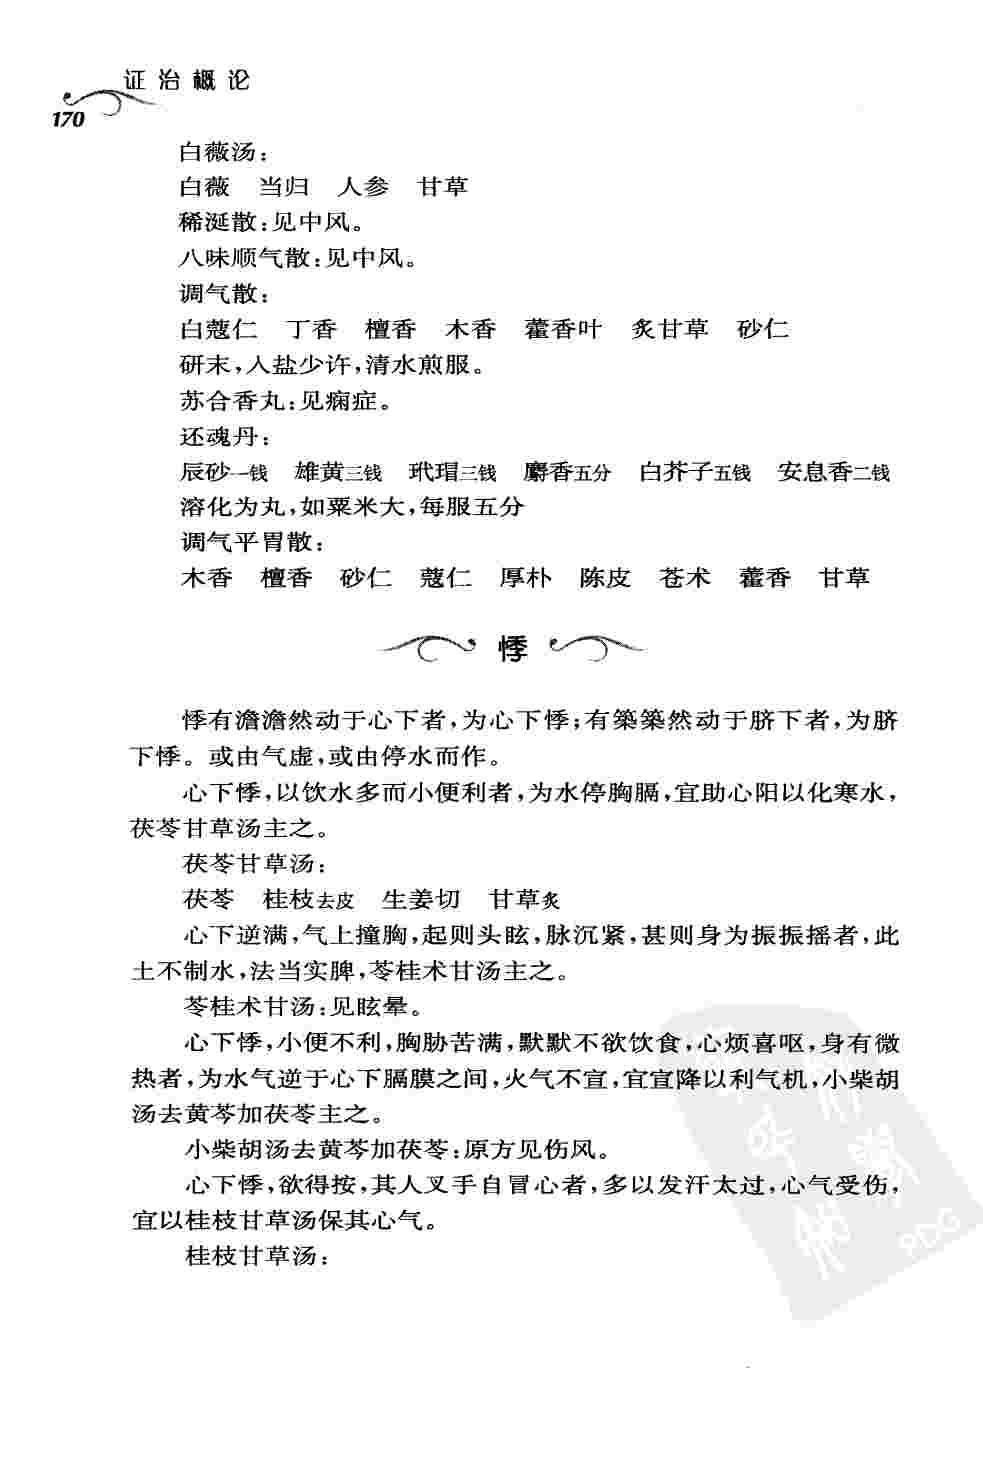 证治概论
170
白薇汤：
白薇　当归　人参　甘草
稀涎散：见中风。
八味顺气散：见中风。
调气散：
白蔻仁　丁香　檀香　木香　藿香叶　炙甘草　砂仁
研末，人盐少许，清水煎服。
苏合香丸：见痫症。
还魂丹：
辰砂一钱　雄黄三钱　玳瑁三钱　麝香五分　白芥子五钱　安息香二钱
溶化为丸，如粟米大，每服五分
调气平胃散：
木香　檀香　砂仁　蔻仁　厚朴　陈皮　苍术　藿香　甘草
悸
悸有澹澹然动于心下者，为心下悸；有築築然动于脐下者，为脐
下悸。或由气虚，或由停水而作。
心下悸，以饮水多而小便利者，为水停胸膈，宜助心阳以化寒水，
茯苓甘草汤主之。
茯苓甘草汤：
茯苓　桂枝去皮　生姜切　甘草炙
心下逆满，气上撞胸，起则头眩，脉沉紧，甚则身为振振摇者，此
土不制水，法当实脾，苓桂术甘汤主之。
苓桂术甘汤：见眩晕。
心下悸，小便不利，胸胁苦满，默默不欲饮食，心烦喜呕，身有微
热者，为水气逆于心下膈膜之间，火气不宣，宜宣降以利气机，小柴胡
汤去黄芩加茯苓主之。
小柴胡汤去黄芩加茯苓：原方见伤风。
心下悸，欲得按，其人叉手自冒心者，多以发汗太过，心气受伤，
宜以桂枝甘草汤保其心气。
桂枝甘草汤：
PDG